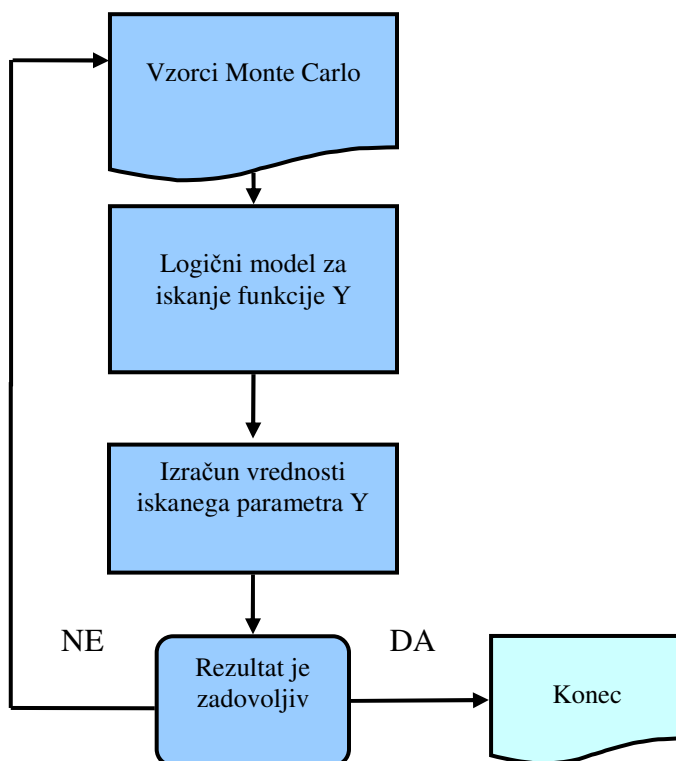 Vzorci Monte Carlo
Logični model za
iskanje funkcije Y
Izračun vrednosti
iskanega parametra Y
NE
DA
Rezultat je
zadovoljiv
Konec